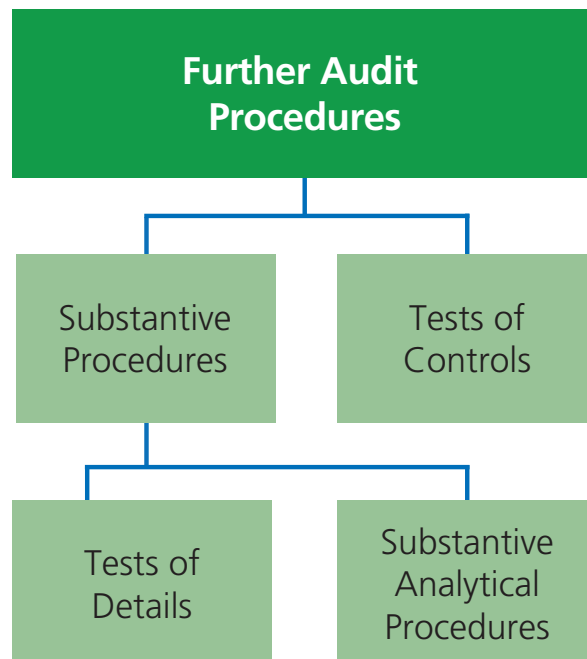 Further Audit
Procedures
Substantive
Procedures
Tests of
Controls
Tests of
Details
Substantive
Analytical
Procedures